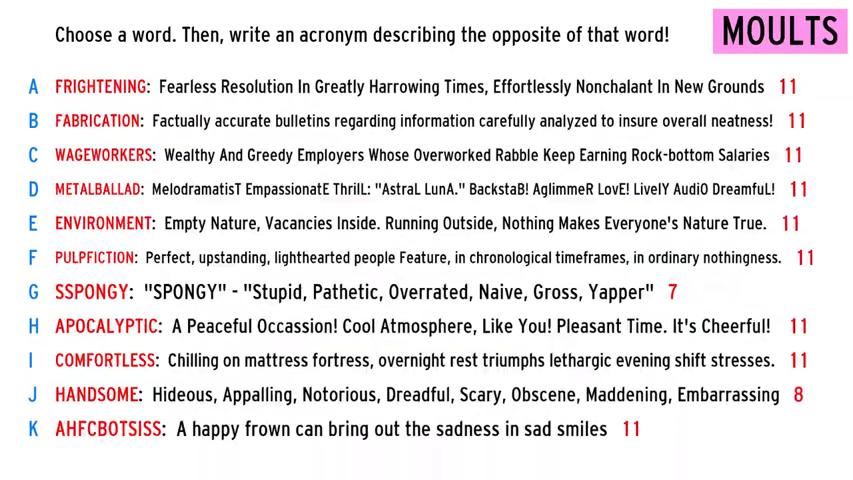 Choose a word. Then, write an acronym describing the opposite of that word!
MOULTS
A FRIGHTENING: Fearless Resolution In Greatly Harrowing Times, Effortlessly Nonchalant In New Grounds 11
B FABRICATION: Factually accurate bulletins regarding information carefully analyzed to insure overall neatness! 11
C WAGEWORKERS: Wealthy And Greedy Employers Whose Overworked Rabble Keep Earning Rock-bottom Salaries 11
D METALBALLAD: MelodramatisT EmpassionatE ThrilL: "AstraL LunA." BackstaB! AglimmeR LovE! LivelY AudiO DreamfuL! 11
E ENVIRONMENT: Empty Nature, Vacancies Inside. Running Outside, Nothing Makes Everyone's Nature True. 11
F PULPFICTION: Perfect, upstanding, lighthearted people Feature, in chronological timeframes, in ordinary nothingness. 11
G SSPONGY: "SPONGY" - "Stupid, Pathetic, Overrated, Naive, Gross, Yapper" 7
H APOCALYPTIC: A Peaceful Occassion! Cool Atmosphere, Like You! Pleasant Time. It's Cheerful! 11
I COMFORTLESS: Chilling on mattress fortress, overnight rest triumphs lethargic evening shift stresses. 11
J HANDSOME: Hideous, Appalling, Notorious, Dreadful, Scary, Obscene, Maddening, Embarrassing 8
K AHFCBOTSISS: A happy frown can bring out the sadness in sad smiles 11